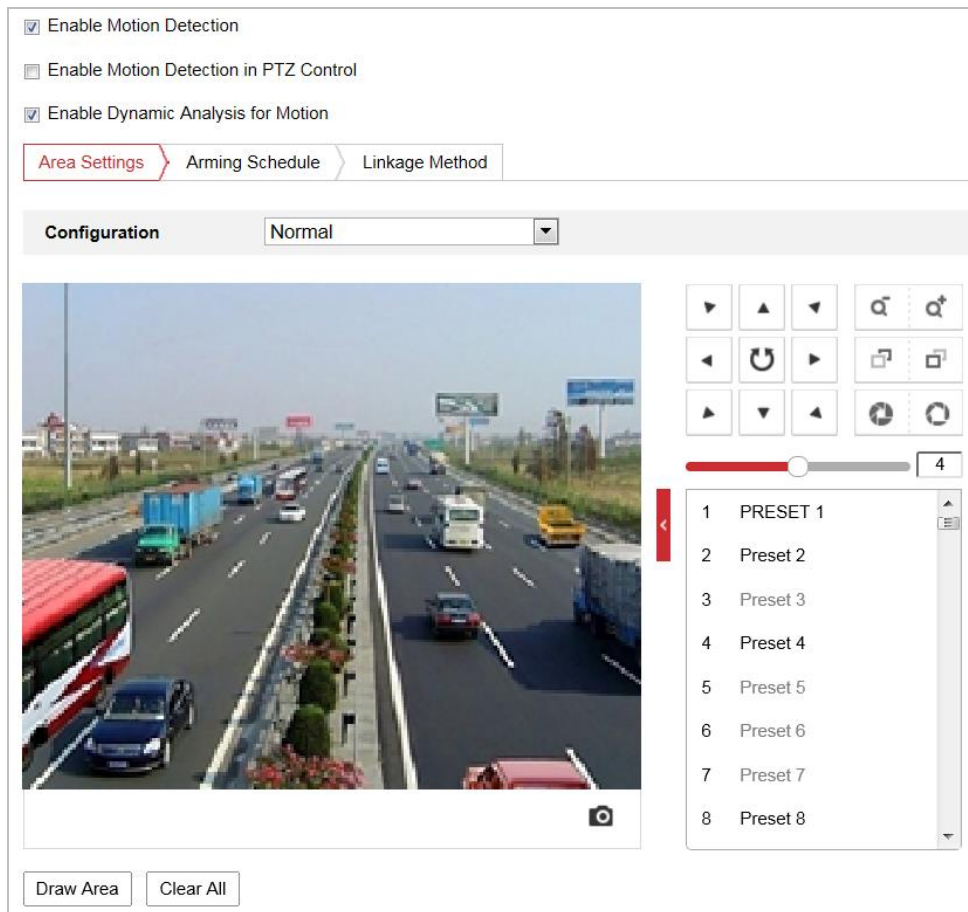 Enable Motion Detection
Enable Motion Detection in PTZ Control
Enable Dynamic Analysis for Motion
Area Settings Arming Schedule Linkage Method
Configuration Normal
4
1 PRESET 1
2 Preset 2
3 Preset 3
4 Preset 4
5 Preset 5
6 Preset 6
7 Preset 7
8 Preset 8
Draw Area Clear All